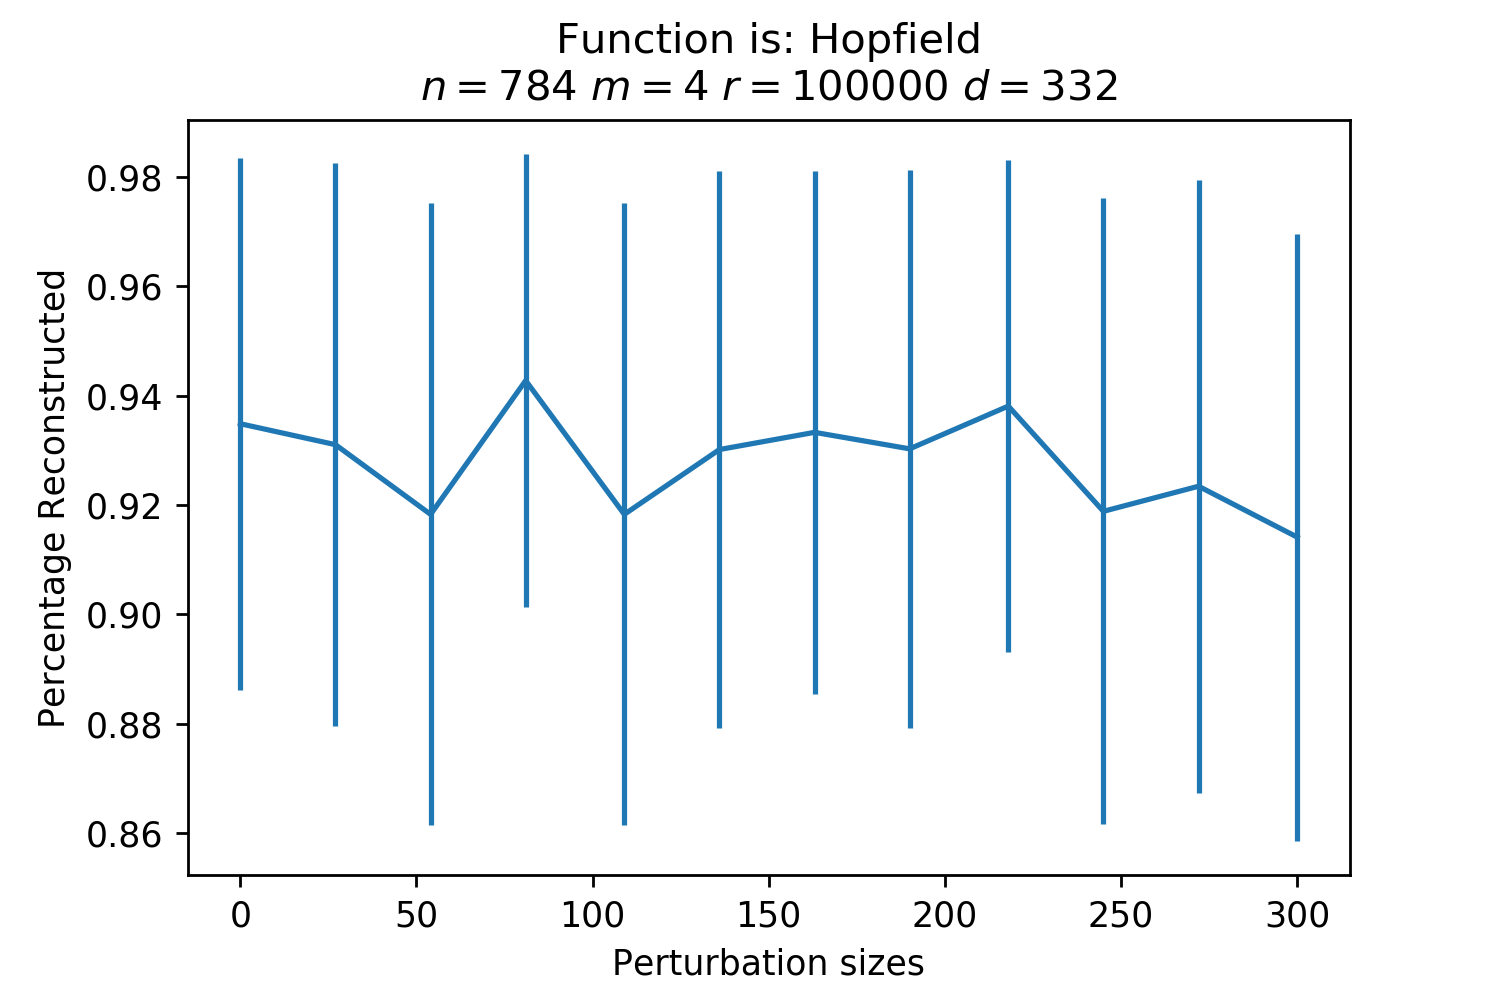 Function is: Hopfield
n = 784 m = 4 r = 100000 d = 332
0.98
0.96
0.94
0.92
0.90
0.88
0.86
Percentage Reconstructed
0 50 100 150 200 250 300
Perturbation sizes